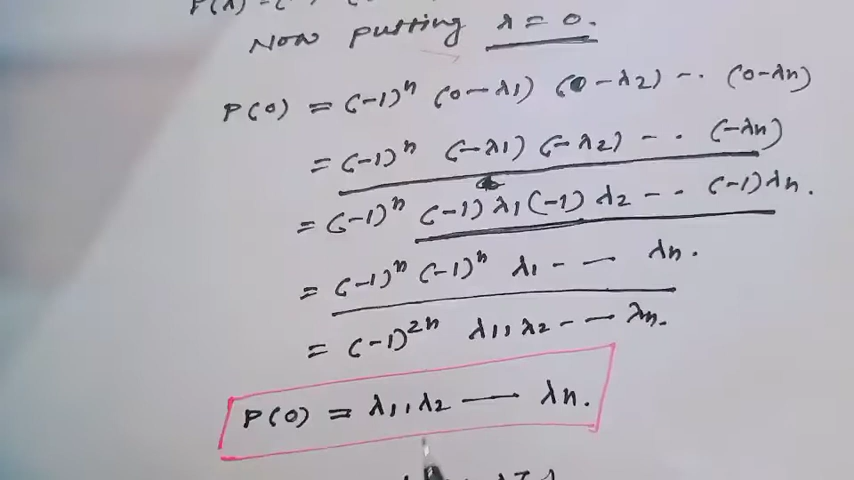 P(λ) = (-
Now putting λ = 0.
P(0) = (-1)ⁿ (0-λ1) (0-λ2) -- (0-λn)
= (-1)ⁿ (-λ1) (-λ2) -- (-λn)
= (-1)ⁿ (-1) λ1 (-1) λ2 -- (-1) λn.
= (-1)ⁿ (-1)ⁿ λ1 -- — λn.
= (-1)²ⁿ λ1, λ2 -- — λn.
P(0) = λ1, λ2 — λn.